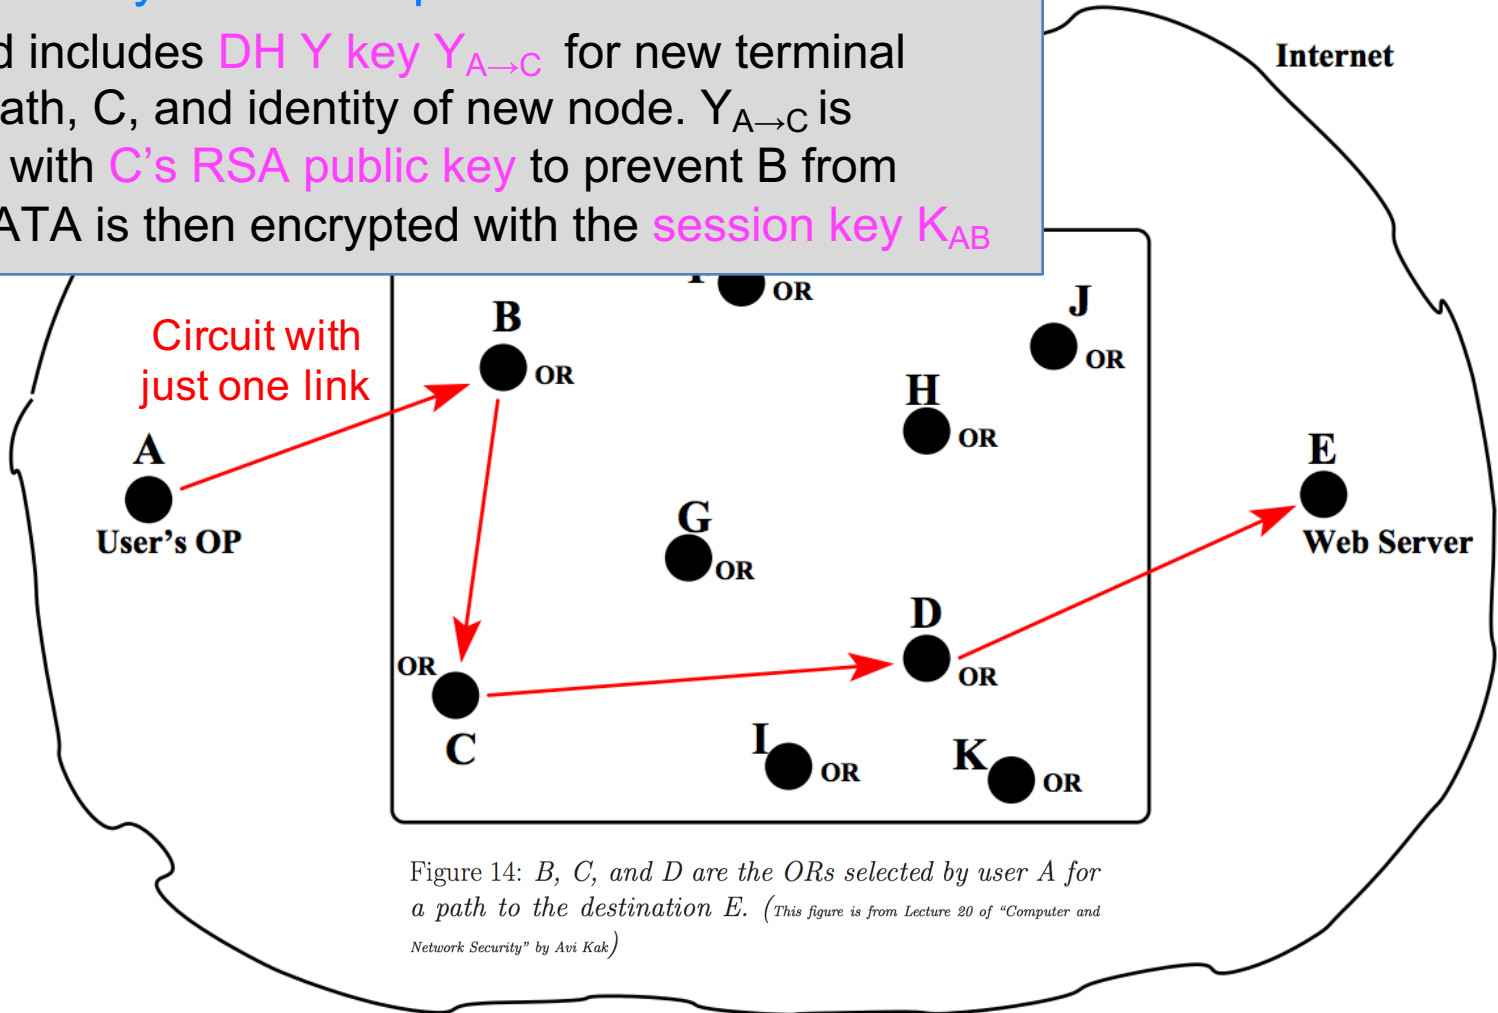 d includes DH Y key Y_A→C for new terminal
ath, C, and identity of new node. Y_A→C is
with C's RSA public key to prevent B from
ATA is then encrypted with the session key K_AB
Internet
OR
J
OR
B
OR
Circuit with
just one link
H
OR
A
User's OP
E
Web Server
G
OR
D
OR
OR
C
I
OR
K
OR
Figure 14: B, C, and D are the ORs selected by user A for
a path to the destination E. (This figure is from Lecture 20 of "Computer and
Network Security" by Avi Kak)